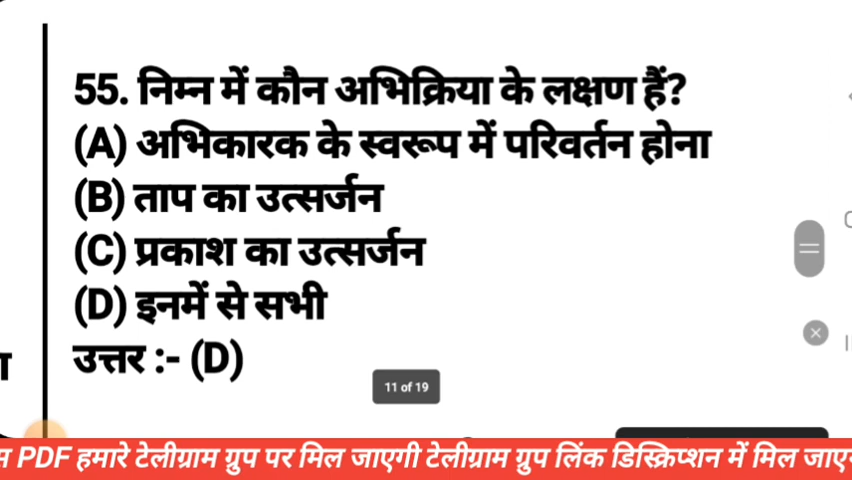 55. निम्न में कौन अभिक्रिया के लक्षण हैं?
(A) अभिकारक के स्वरूप में परिवर्तन होना
(B) ताप का उत्सर्जन
(C) प्रकाश का उत्सर्जन
(D) इनमें से सभी
उत्तर :- (D)
11 of 19
PDF हमारे टेलीग्राम ग्रुप पर मिल जाएगी टेलीग्राम ग्रुप लिंक डिस्क्रिप्शन में मिल